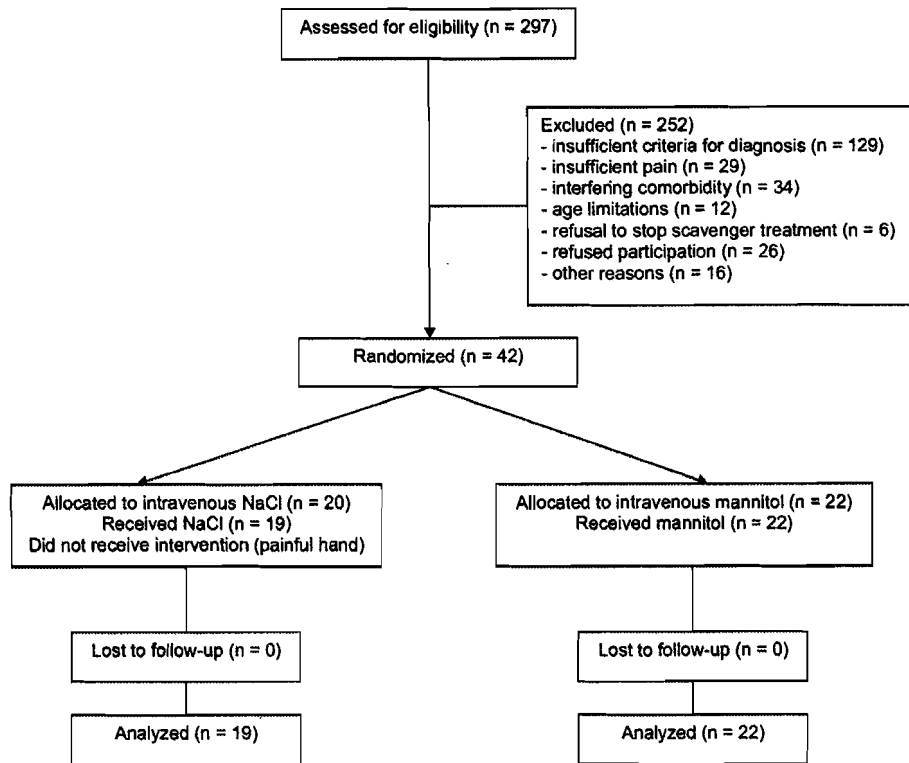 Assessed for eligibility (n = 297)
Excluded (n = 252)
- insufficient criteria for diagnosis (n = 129)
- insufficient pain (n = 29)
- interfering comorbidity (n = 34)
- age limitations (n = 12)
- refusal to stop scavenger treatment (n = 6)
- refused participation (n = 26)
- other reasons (n = 16)
Randomized (n = 42)
Allocated to intravenous NaCl (n = 20)
Received NaCl (n = 19)
Did not receive intervention (painful hand)
Allocated to intravenous mannitol (n = 22)
Received mannitol (n = 22)
Lost to follow-up (n = 0)
Lost to follow-up (n = 0)
Analyzed (n = 19)
Analyzed (n = 22)